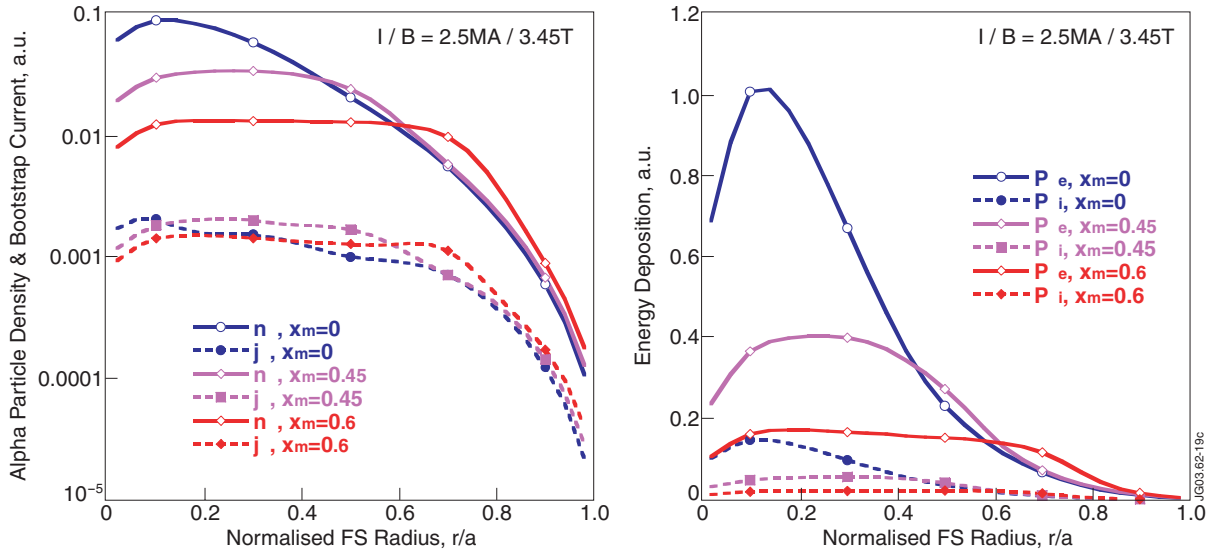 I / B = 2.5MA / 3.45T
Alpha Particle Density & Bootstrap Current, a.u.
0.1
0.01
0.001
0.0001
10⁻⁵
n , xm=0
j , xm=0
n , xm=0.45
j , xm=0.45
n , xm=0.6
j , xm=0.6
0
0.2
0.4
0.6
0.8
1.0
Normalised FS Radius, r/a
I / B = 2.5MA / 3.45T
Energy Deposition, a.u.
1.2
1.0
0.8
0.6
0.4
0.2
0
P e, xm=0
P i, xm=0
P e, xm=0.45
P i, xm=0.45
P e, xm=0.6
P i, xm=0.6
0
0.2
0.4
0.6
0.8
1.0
Normalised FS Radius, r/a
JG03.62-19c